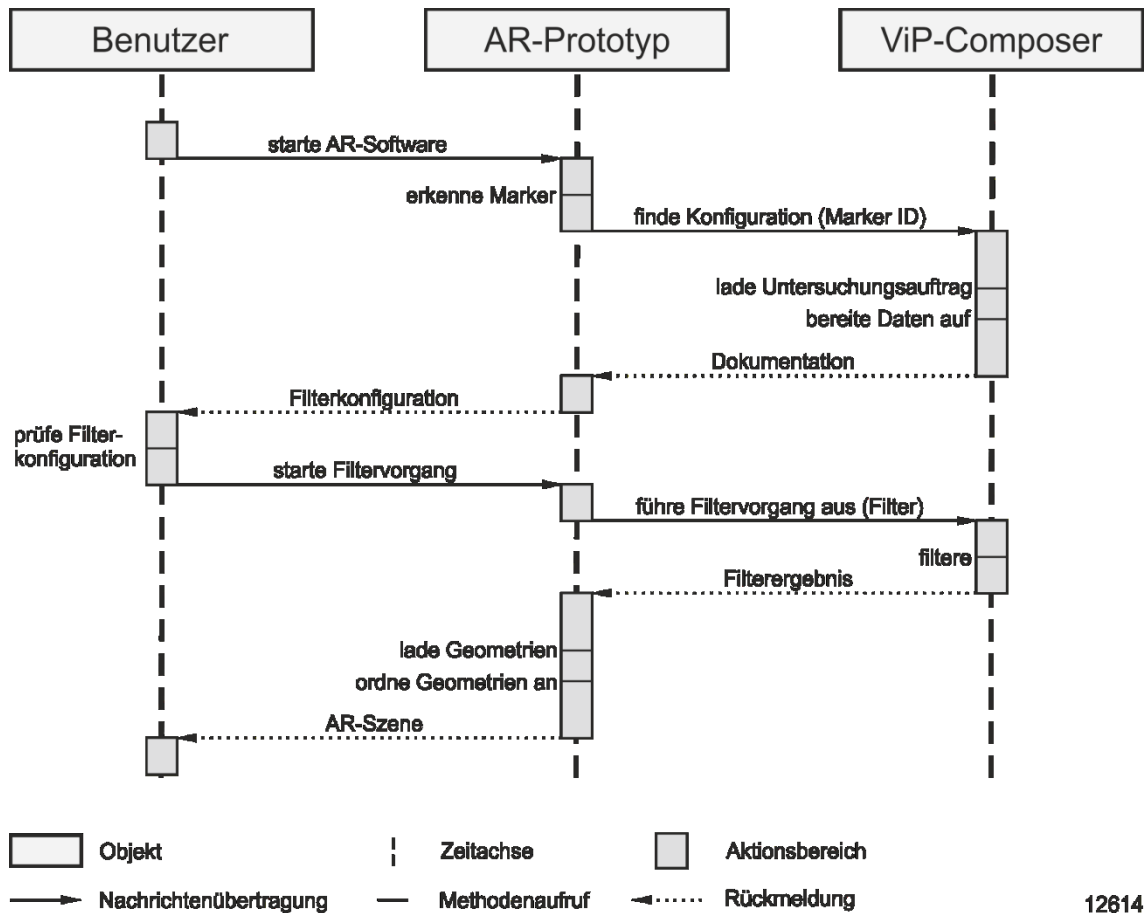 Benutzer
AR-Prototyp
ViP-Composer
starte AR-Software
erkenne Marker
finde Konfiguration (Marker ID)
lade Untersuchungsauftrag
bereite Daten auf
Dokumentation
Filterkonfiguration
prüfe Filter-
konfiguration
starte Filtervorgang
führe Filtervorgang aus (Filter)
filtere
Filterergebnis
lade Geometrien
ordne Geometrien an
AR-Szene
Objekt
Zeitachse
Aktionsbereich
Nachrichtenübertragung
Methodenaufruf
Rückmeldung
12614